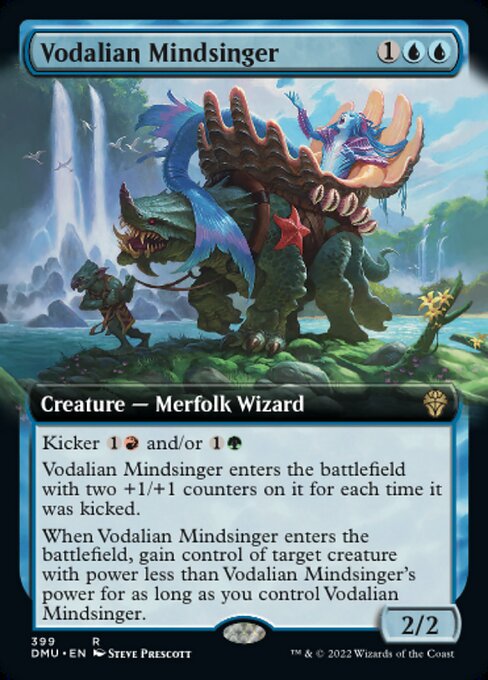 Vodalian Mindsinger 1
Creature — Merfolk Wizard
Kicker 1 and/or 1
Vodalian Mindsinger enters the battlefield
with two +1/+1 counters on it for each time it
was kicked.
When Vodalian Mindsinger enters the
battlefield, gain control of target creature
with power less than Vodalian Mindsinger's
power for as long as you control Vodalian
Mindsinger.
2/2
399 R
DMU • EN Steve Prescott
™ & © 2022 Wizards of the Coast